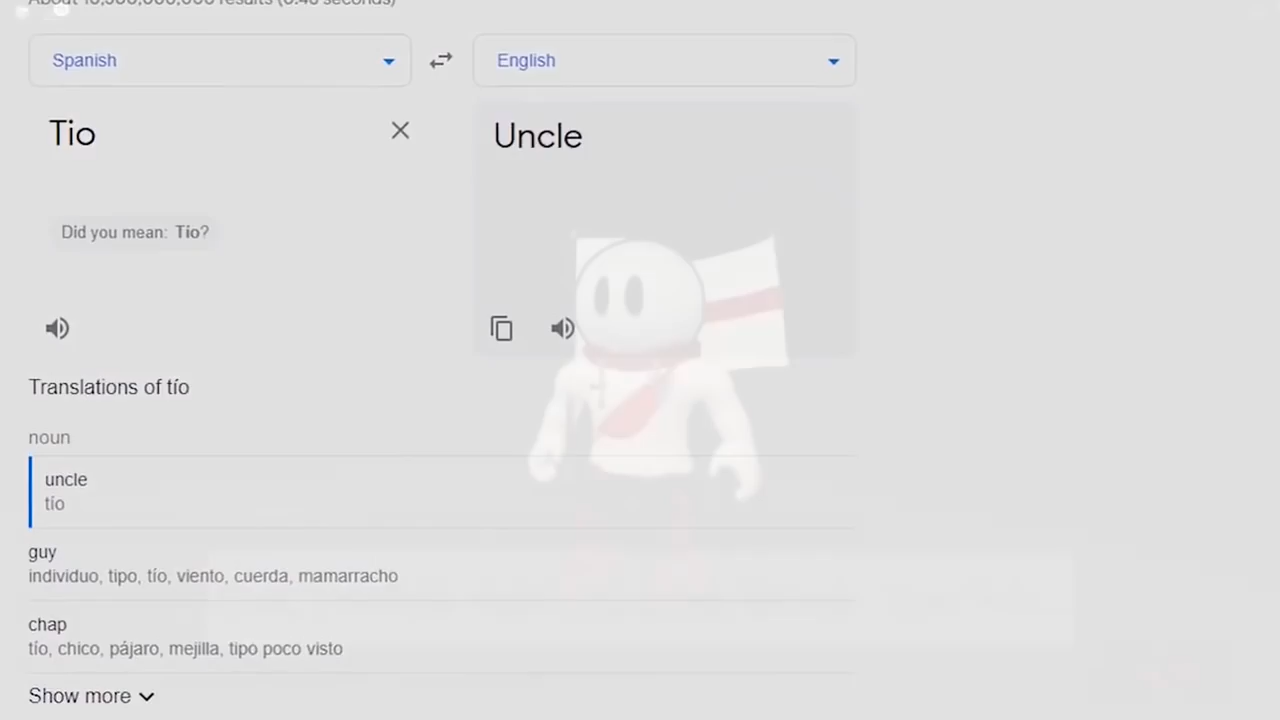 Spanish
English
Tio
Uncle
Did you mean: Tío?
Translations of tío
noun
uncle
tío
guy
individuo, tipo, tío, viento, cuerda, mamarracho
chap
tío, chico, pájaro, mejilla, tipo poco visto
Show more